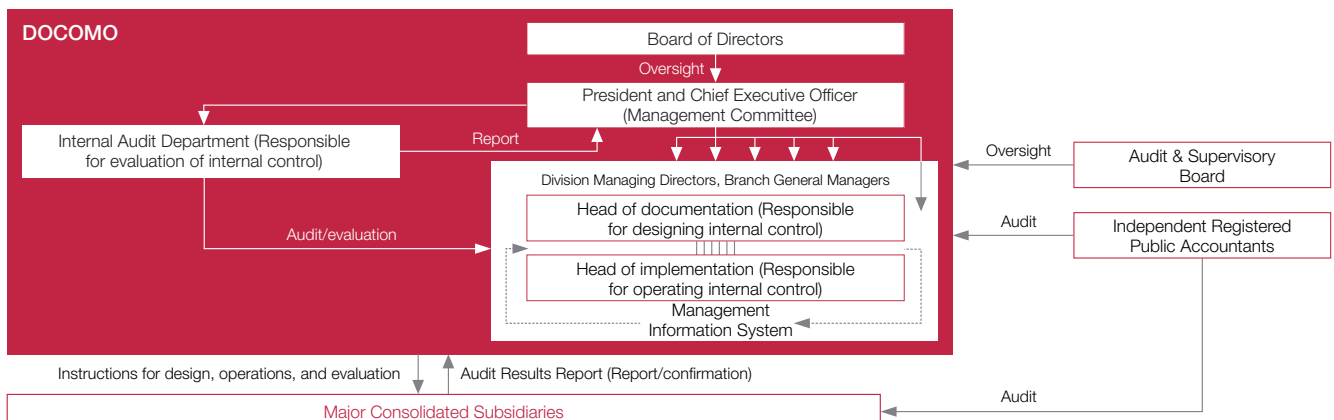 DOCOMO
Board of Directors
Oversight
President and Chief Executive Officer
(Management Committee)
Internal Audit Department (Responsible
for evaluation of internal control)
Report
Division Managing Directors, Branch General Managers
Head of documentation (Responsible
for designing internal control)
Audit/evaluation
Head of implementation (Responsible
for operating internal control)
Management
Information System
Oversight
Audit & Supervisory
Board
Audit
Independent Registered
Public Accountants
Instructions for design, operations, and evaluation
Audit Results Report (Report/confirmation)
Audit
Major Consolidated Subsidiaries